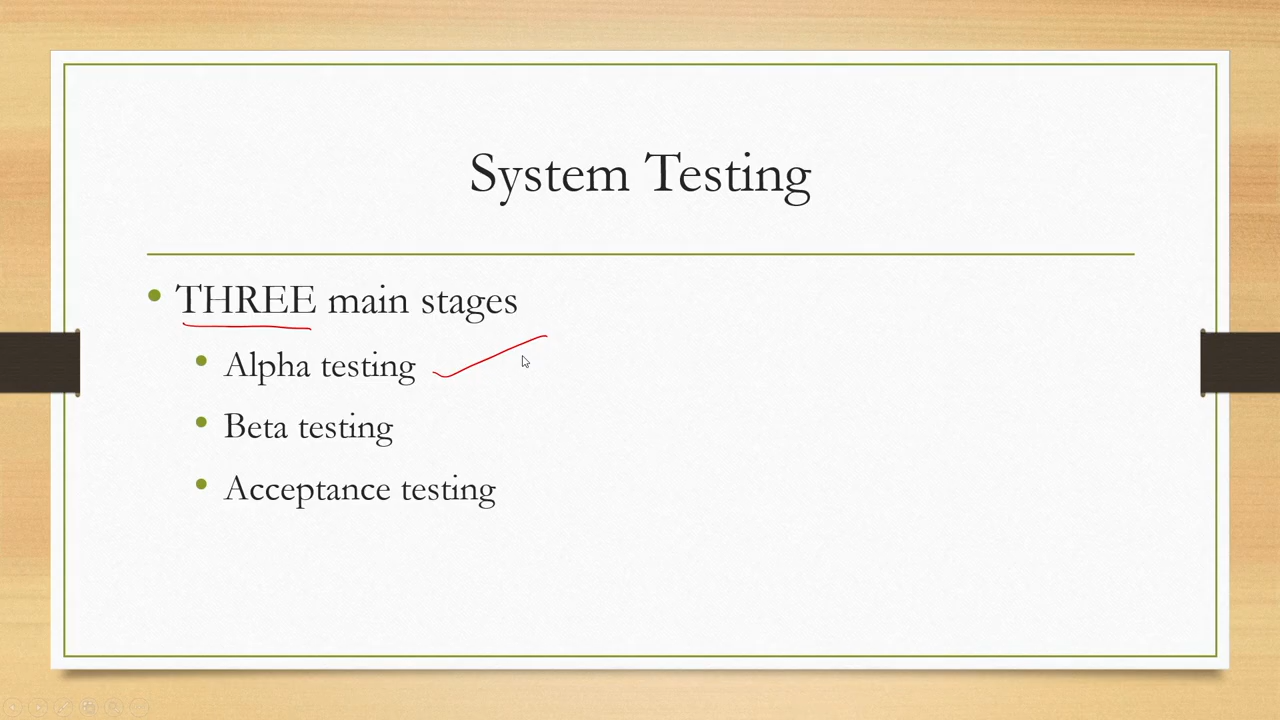 System Testing
THREE main stages
Alpha testing
Beta testing
Acceptance testing